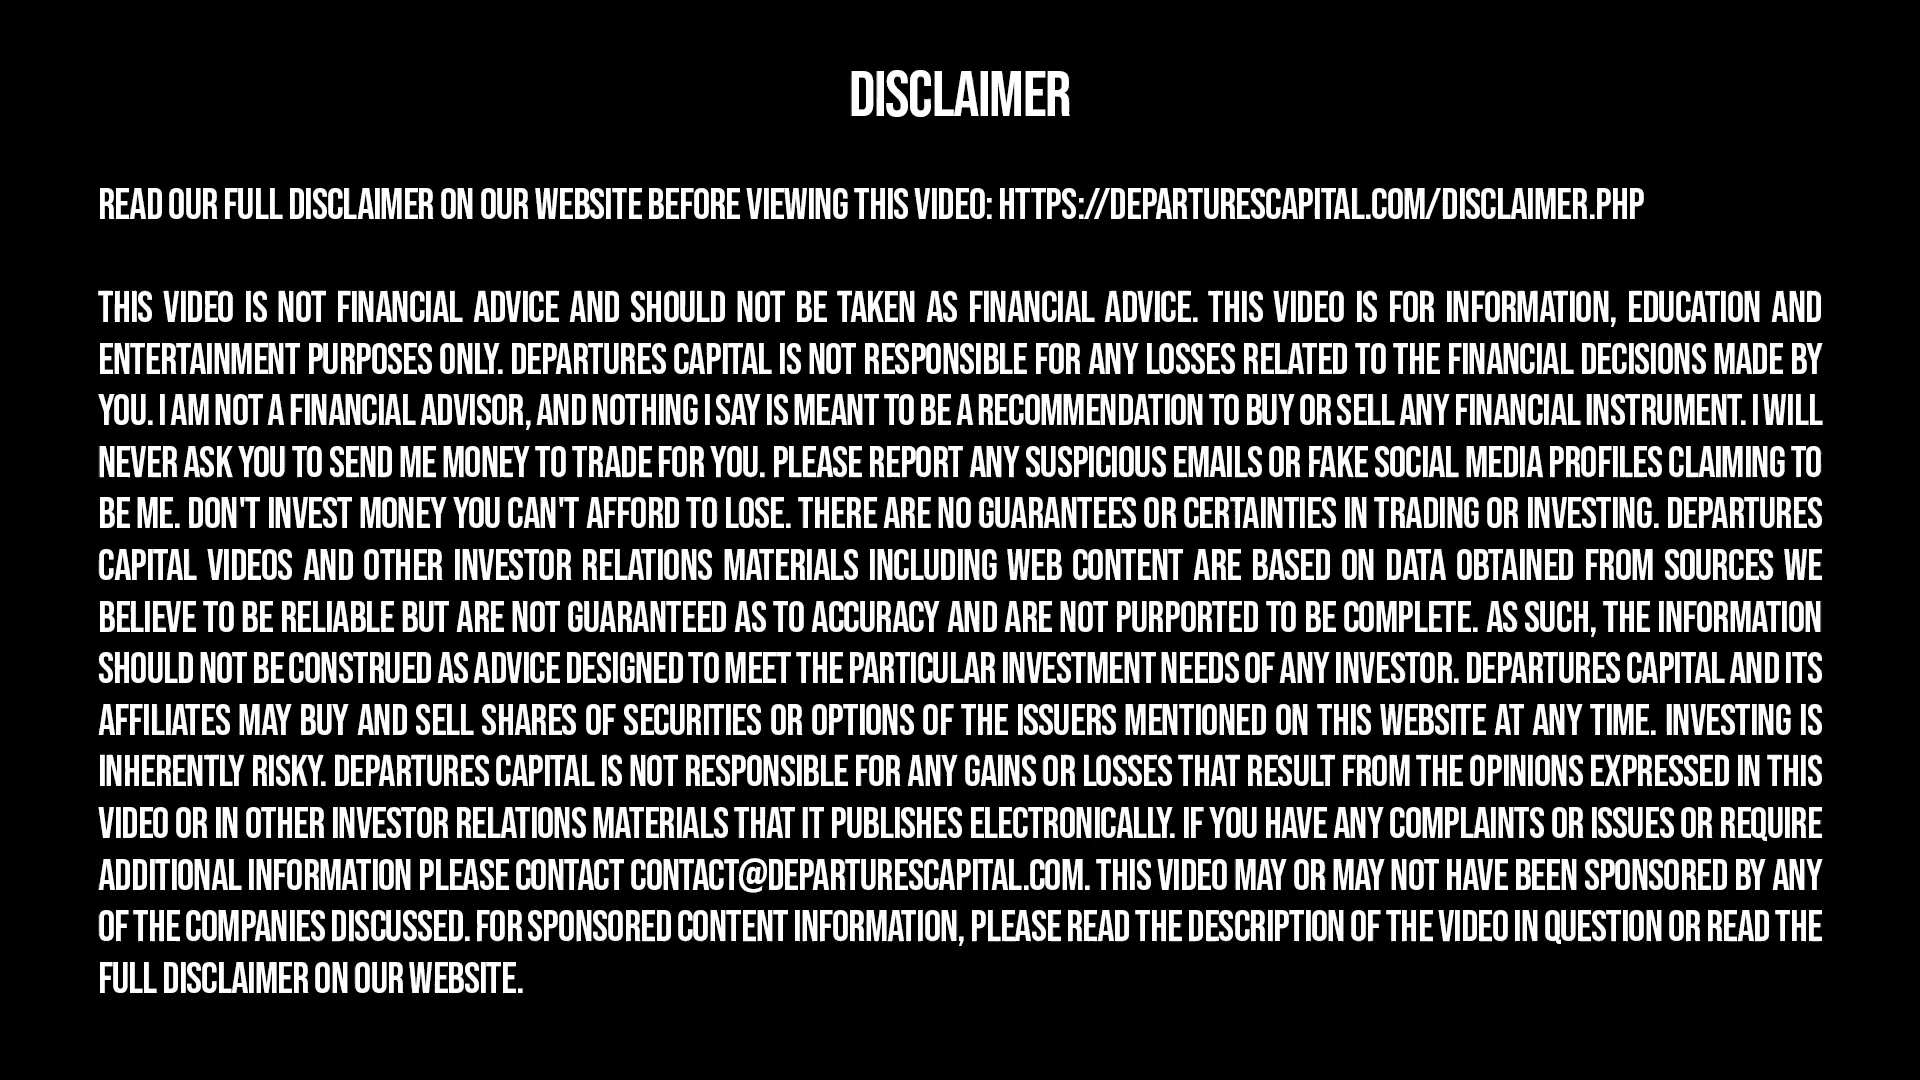 DISCLAIMER
READ OUR FULL DISCLAIMER ON OUR WEBSITE BEFORE VIEWING THIS VIDEO: HTTPS://DEPARTURESCAPITAL.COM/DISCLAIMER.PHP
THIS VIDEO IS NOT FINANCIAL ADVICE AND SHOULD NOT BE TAKEN AS FINANCIAL ADVICE. THIS VIDEO IS FOR INFORMATION, EDUCATION AND
ENTERTAINMENT PURPOSES ONLY. DEPARTURES CAPITAL IS NOT RESPONSIBLE FOR ANY LOSSES RELATED TO THE FINANCIAL DECISIONS MADE BY
YOU. I AM NOT A FINANCIAL ADVISOR, AND NOTHING I SAY IS MEANT TO BE A RECOMMENDATION TO BUY OR SELL ANY FINANCIAL INSTRUMENT. I WILL
NEVER ASK YOU TO SEND ME MONEY TO TRADE FOR YOU. PLEASE REPORT ANY SUSPICIOUS EMAILS OR FAKE SOCIAL MEDIA PROFILES CLAIMING TO
BE ME. DON'T INVEST MONEY YOU CAN'T AFFORD TO LOSE. THERE ARE NO GUARANTEES OR CERTAINTIES IN TRADING OR INVESTING. DEPARTURES
CAPITAL VIDEOS AND OTHER INVESTOR RELATIONS MATERIALS INCLUDING WEB CONTENT ARE BASED ON DATA OBTAINED FROM SOURCES WE
BELIEVE TO BE RELIABLE BUT ARE NOT GUARANTEED AS TO ACCURACY AND ARE NOT PURPORTED TO BE COMPLETE. AS SUCH, THE INFORMATION
SHOULD NOT BE CONSTRUED AS ADVICE DESIGNED TO MEET THE PARTICULAR INVESTMENT NEEDS OF ANY INVESTOR. DEPARTURES CAPITAL AND ITS
AFFILIATES MAY BUY AND SELL SHARES OF SECURITIES OR OPTIONS OF THE ISSUERS MENTIONED ON THIS WEBSITE AT ANY TIME. INVESTING IS
INHERENTLY RISKY. DEPARTURES CAPITAL IS NOT RESPONSIBLE FOR ANY GAINS OR LOSSES THAT RESULT FROM THE OPINIONS EXPRESSED IN THIS
VIDEO OR IN OTHER INVESTOR RELATIONS MATERIALS THAT IT PUBLISHES ELECTRONICALLY. IF YOU HAVE ANY COMPLAINTS OR ISSUES OR REQUIRE
ADDITIONAL INFORMATION PLEASE CONTACT CONTACT@DEPARTURESCAPITAL.COM. THIS VIDEO MAY OR MAY NOT HAVE BEEN SPONSORED BY ANY
OF THE COMPANIES DISCUSSED. FOR SPONSORED CONTENT INFORMATION, PLEASE READ THE DESCRIPTION OF THE VIDEO IN QUESTION OR READ THE
FULL DISCLAIMER ON OUR WEBSITE.